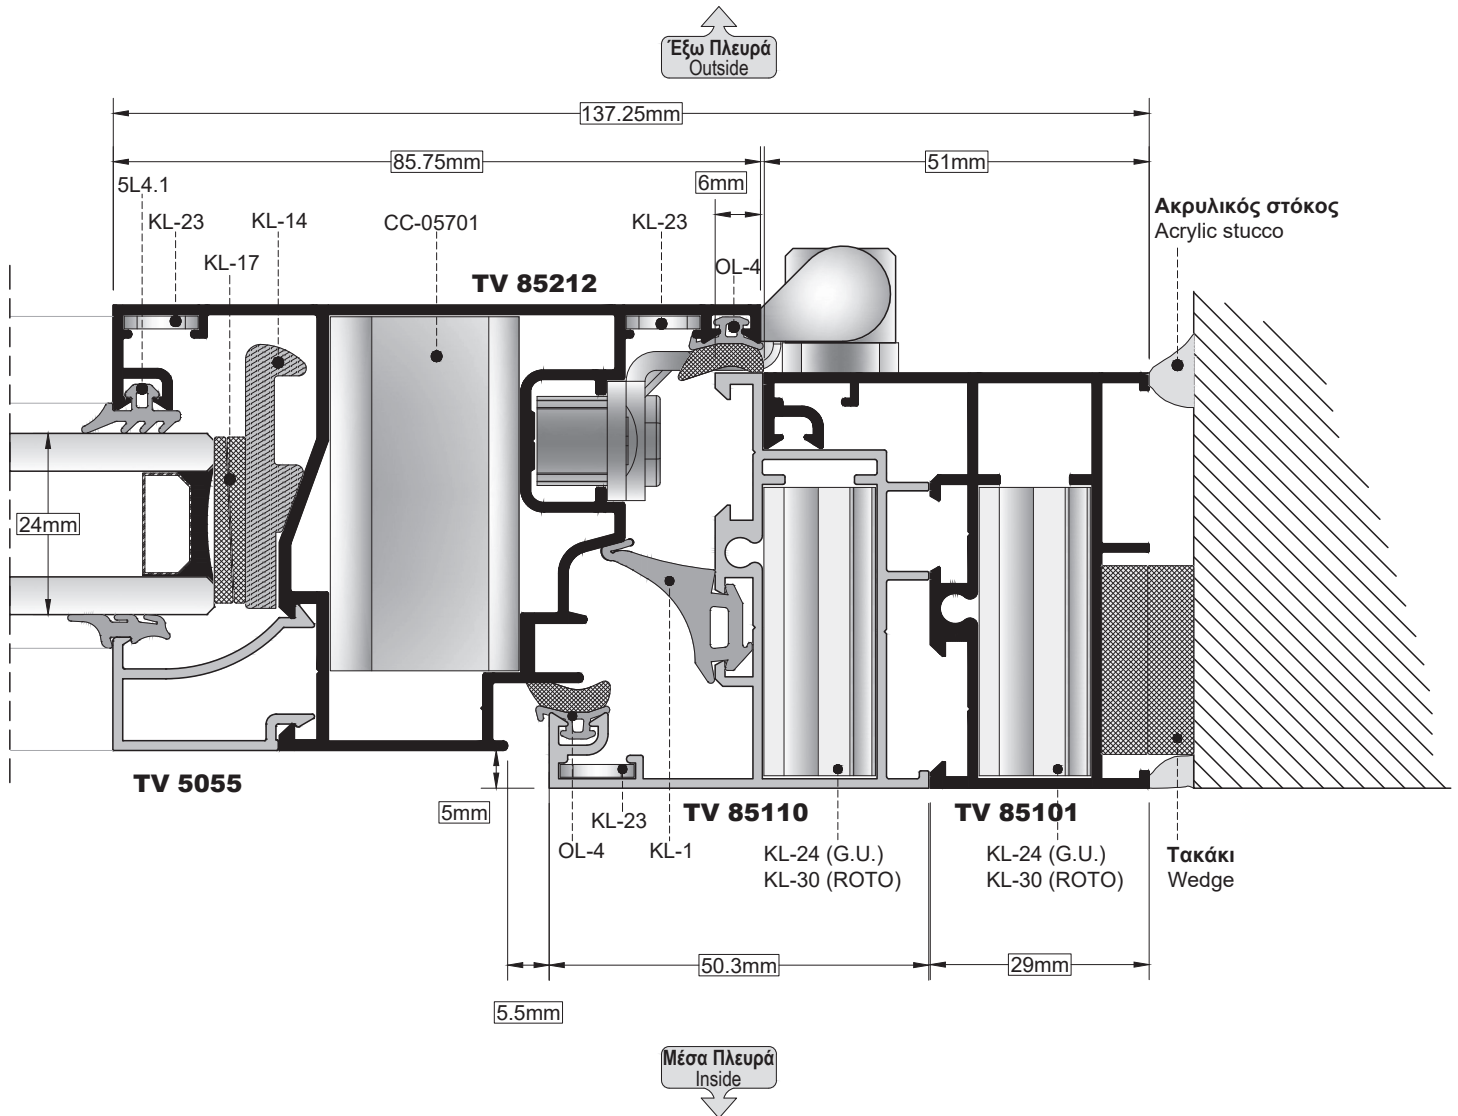 Έξω Πλευρά
Outside
137.25mm
85.75mm
51mm
5L4.1
6mm
KL-23
KL-14
CC-05701
KL-23
Ακρυλικός στόκος
Acrylic stucco
KL-17
OL-4
TV 85212
24mm
TV 5055
5mm
KL-23
TV 85110
TV 85101
OL-4
KL-1
KL-24 (G.U.)
KL-30 (ROTO)
KL-24 (G.U.)
KL-30 (ROTO)
Τακάκι
Wedge
50.3mm
29mm
5.5mm
Μέσα Πλευρά
Inside